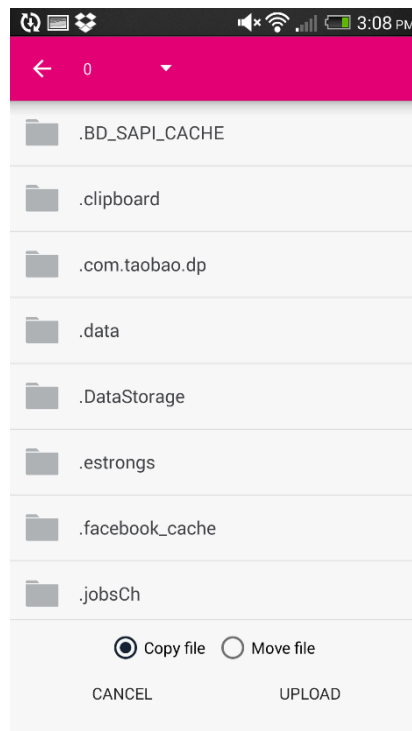 3:08 PM
0
.BD_SAPI_CACHE
.clipboard
.com.taobao.dp
.data
.DataStorage
.estrongs
.facebook_cache
.jobsCh
Copy file Move file
CANCEL UPLOAD